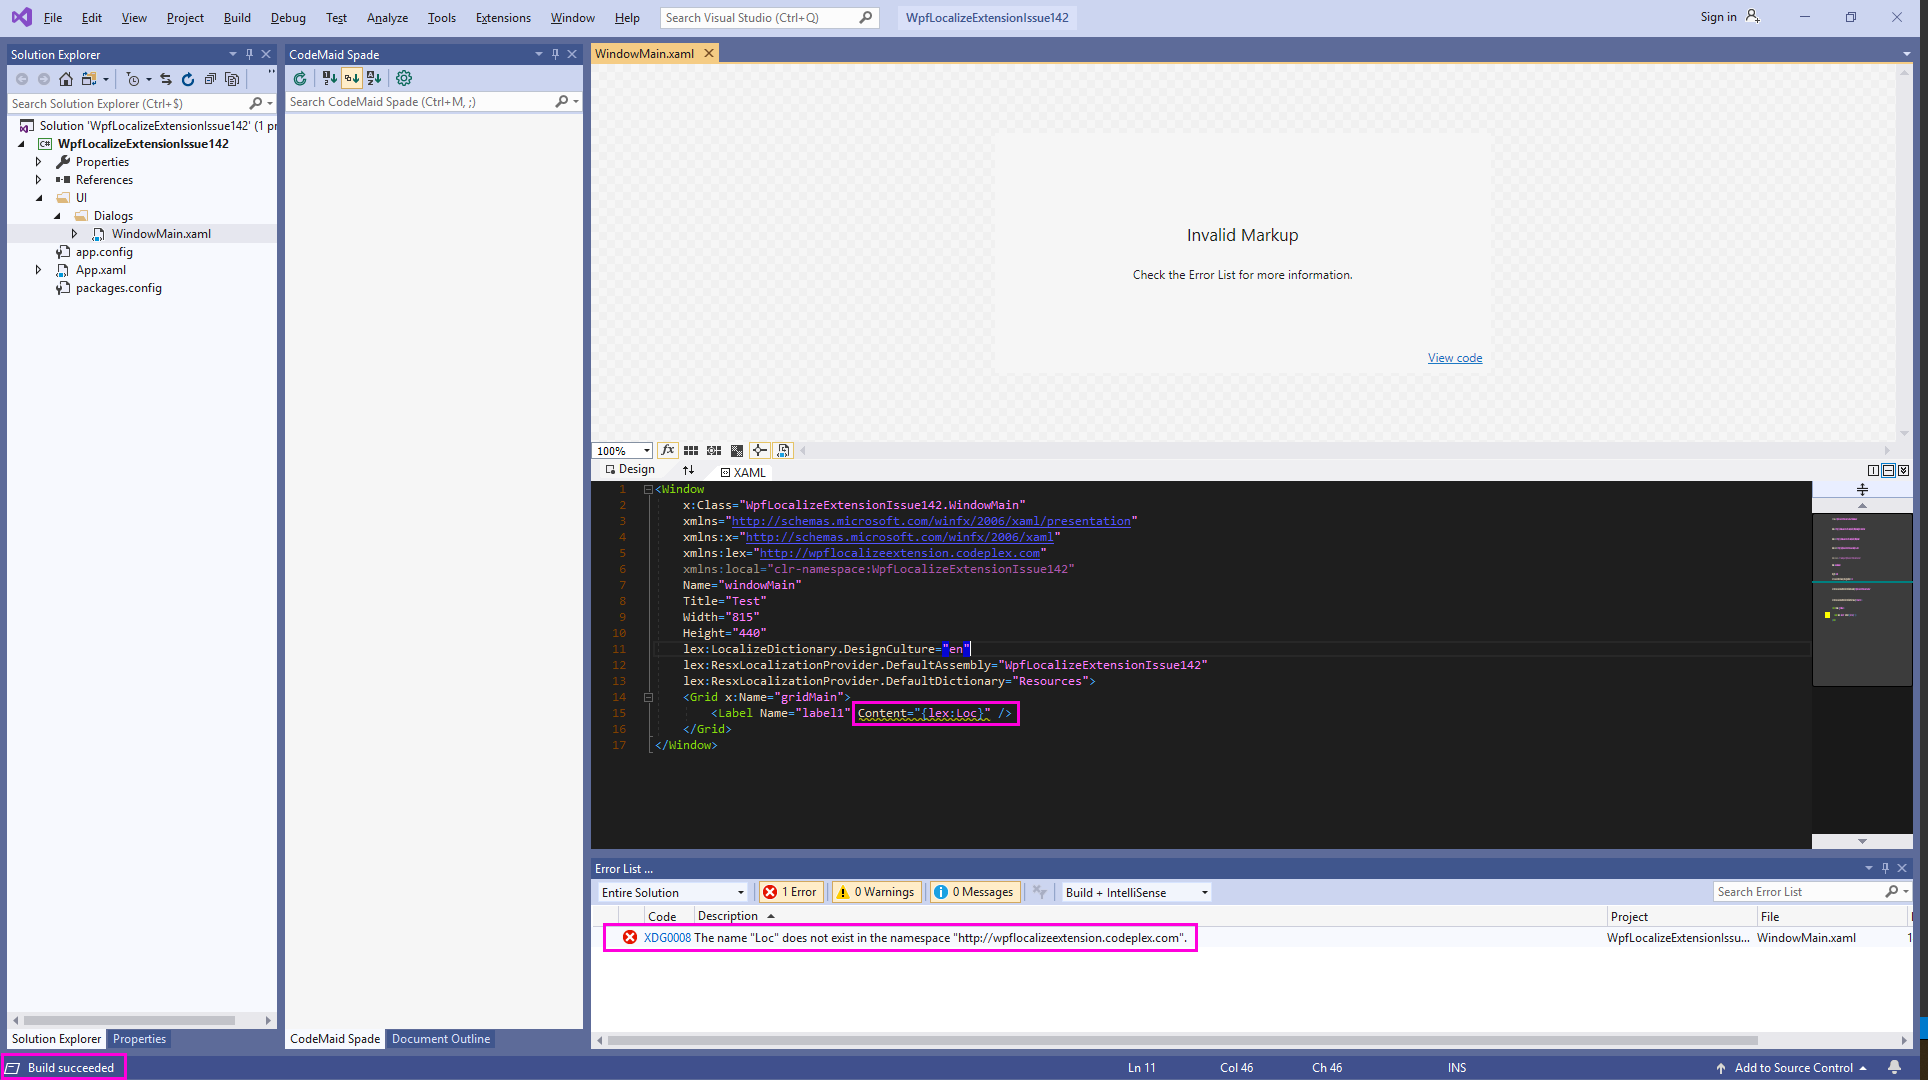 File Edit View Project Build Debug Test Analyze Tools Extensions Window Help Search Visual Studio (Ctrl+Q) WpfLocalizeExtensionIssue142 Sign in
Solution Explorer
Search Solution Explorer (Ctrl+$)
Solution 'WpfLocalizeExtensionIssue142' (1 pr
C# WpfLocalizeExtensionIssue142
Properties
References
UI
Dialogs
WindowMain.xaml
app.config
App.xaml
packages.config
Solution Explorer Properties
CodeMaid Spade
Search CodeMaid Spade (Ctrl+M, ;)
CodeMaid Spade Document Outline
WindowMain.xaml
Invalid Markup
Check the Error List for more information.
View code
100% fx
Design XAML
1 <Window
2 x:Class="WpfLocalizeExtensionIssue142.WindowMain"
3 xmlns="http://schemas.microsoft.com/winfx/2006/xaml/presentation"
4 xmlns:x="http://schemas.microsoft.com/winfx/2006/xaml"
5 xmlns:lex="http://wpflocalizeextension.codeplex.com"
6 xmlns:local="clr-namespace:WpfLocalizeExtensionIssue142"
7 Name="windowMain"
8 Title="Test"
9 Width="815"
10 Height="440"
11 lex:LocalizeDictionary.DesignCulture="en"
12 lex:ResxLocalizationProvider.DefaultAssembly="WpfLocalizeExtensionIssue142"
13 lex:ResxLocalizationProvider.DefaultDictionary="Resources">
14 <Grid x:Name="gridMain">
15 <Label Name="label1" Content="{lex:Loc}" />
16 </Grid>
17 </Window>
Error List ...
Entire Solution 1 Error 0 Warnings 0 Messages Build + IntelliSense Search Error List
Code Description Project File
XDG0008 The name "Loc" does not exist in the namespace "http://wpflocalizeextension.codeplex.com". WpfLocalizeExtensionIssu... WindowMain.xaml 1
Build succeeded Ln 11 Col 46 Ch 46 INS Add to Source Control